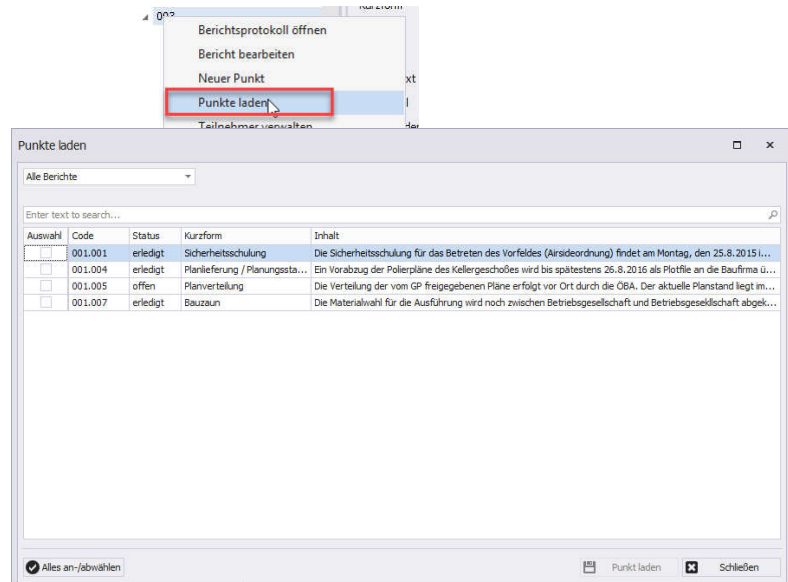 Berichtsprotokoll öffnen
Bericht bearbeiten
Neuer Punkt
Punkte laden
Teilnehmer verwalten
Punkte laden
Alle Berichte
Enter text to search...
Auswahl Code Status Kurzform Inhalt
001.001 erledigt Sicherheitsschulung Die Sicherheitsschulung für das Betreten des Vorfeldes (Airsideordnung) findet am Montag, den 25.8.2015 i...
001.004 erledigt Planlieferung / Planungssta... Ein Vorabzug der Polierpläne des Kellergeschoßes wird bis spätestens 26.8.2016 als Plotfile an die Baufirma ü...
001.005 offen Planverteilung Die Verteilung der vom GP freigegebenen Pläne erfolgt vor Ort durch die ÖBA. Der aktuelle Planstand liegt im...
001.007 erledigt Bauzaun Die Materialwahl für die Ausführung wird noch zwischen Betriebsgesellschaft und Betriebsgesekllschaft abgek...
Alles an-/abwählen Punkt laden Schließen